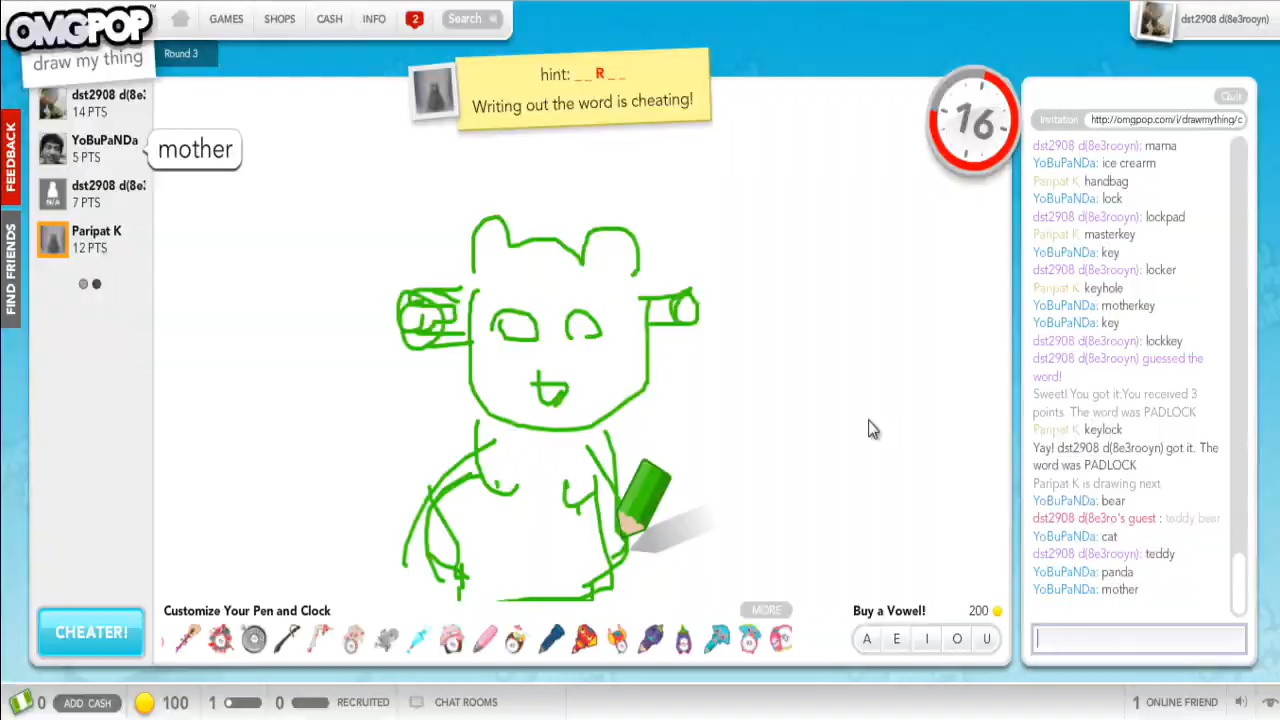 OMGPOP
GAMES
SHOPS
CASH
INFO
2
Search
dst2908 d(8e3rooyn)
draw my thing
Round 3
hint: _ _ R _ _
Writing out the word is cheating!
16
FEEDBACK
FIND FRIENDS
dst2908 d(8e:
14 PTS
YoBuPaNDa
5 PTS
mother
dst2908 d(8e:
N/A
7 PTS
Paripat K
12 PTS
Quit
Invitation
http://omgpop.com/i/drawmything/c
dst2908 d(8e3rooyn): mama
YoBuPaNDa: ice crearm
Paripat K: handbag
YoBuPaNDa: lock
dst2908 d(8e3rooyn): lockpad
Paripat K: masterkey
YoBuPaNDa: key
dst2908 d(8e3rooyn): locker
Paripat K: keyhole
YoBuPaNDa: motherkey
YoBuPaNDa: key
dst2908 d(8e3rooyn): lockkey
dst2908 d(8e3rooyn) guessed the
word!
Sweet! You got it:You received 3
points. The word was PADLOCK
Paripat K: keylock
Yay! dst2908 d(8e3rooyn) got it. The
word was PADLOCK
Paripat K is drawing next
YoBuPaNDa: bear
dst2908 d(8e3ro's guest : teddy bear
YoBuPaNDa: cat
dst2908 d(8e3rooyn): teddy
YoBuPaNDa: panda
YoBuPaNDa: mother
Customize Your Pen and Clock
MORE
Buy a Vowel!
200
A
E
I
O
U
CHEATER!
0
ADD CASH
100
1
0
RECRUITED
CHAT ROOMS
1 ONLINE FRIEND